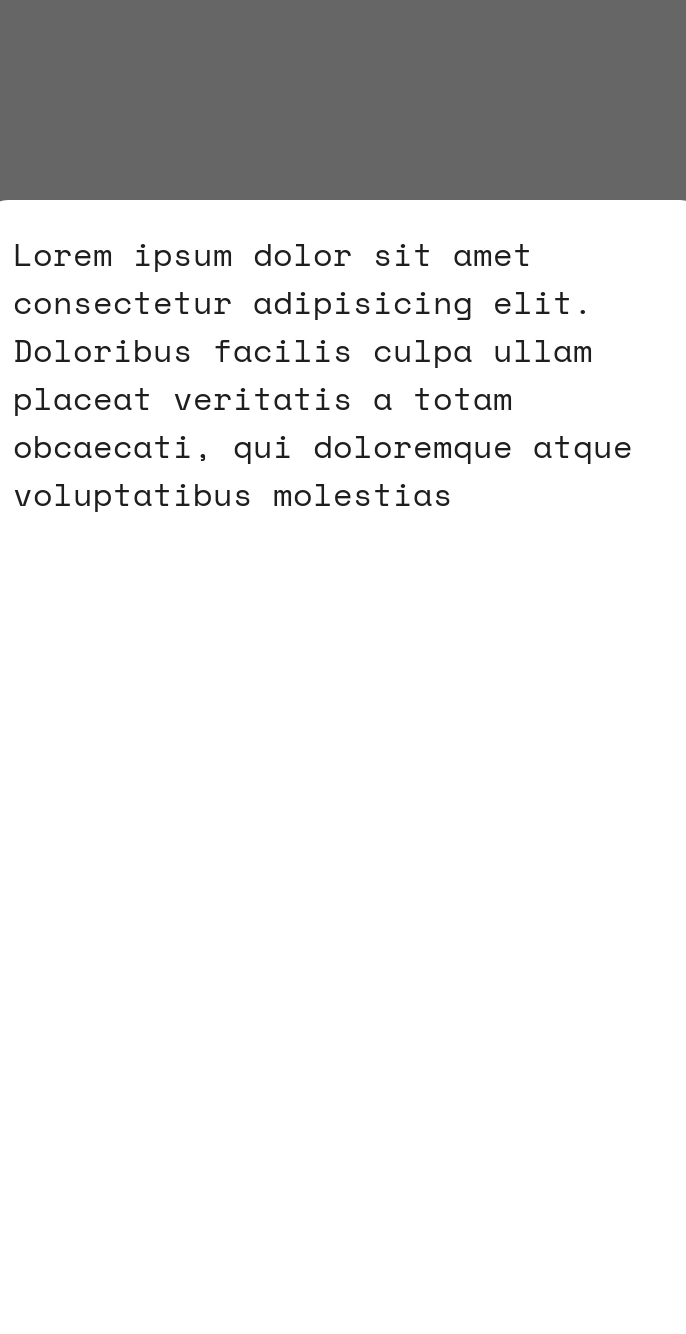 Lorem ipsum dolor sit amet
consectetur adipisicing elit.
Doloribus facilis culpa ullam
placeat veritatis a totam
obcaecati, qui doloremque atque
voluptatibus molestias